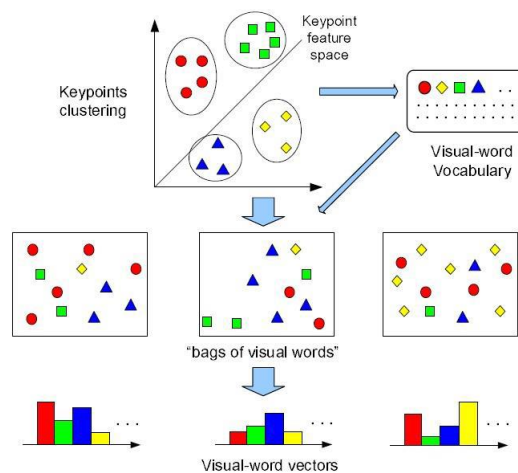 Keypoint
feature
space
Keypoints
clustering
. .
Visual-word
Vocabulary
“bags of visual words”
. . .
. . .
. . .
Visual-word vectors